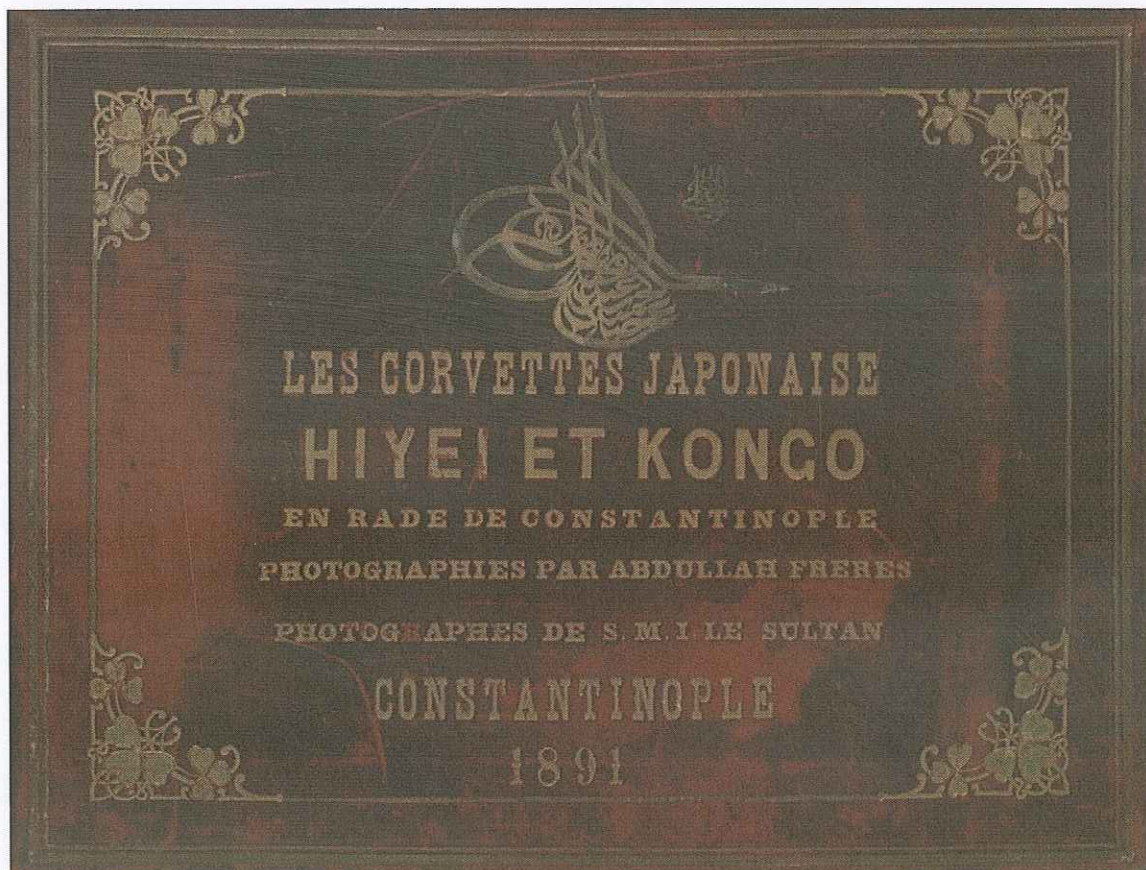 LES CORVETTES JAPONAISE
HIYEI ET KONGO
EN RADE DE CONSTANTINOPLE
PHOTOGRAPHIES PAR ABDULLAH FRERES
PHOTOGRAPHES DE S. M. I. LE SULTAN
CONSTANTINOPLE
1891